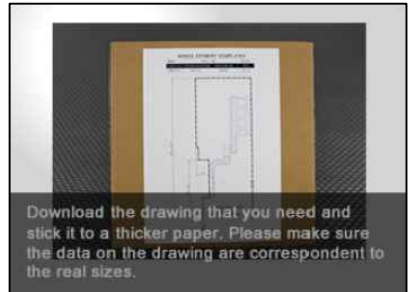 Download the drawing that you need and
stick it to a thicker paper. Please make sure
the data on the drawing are correspondent to
the real sizes.